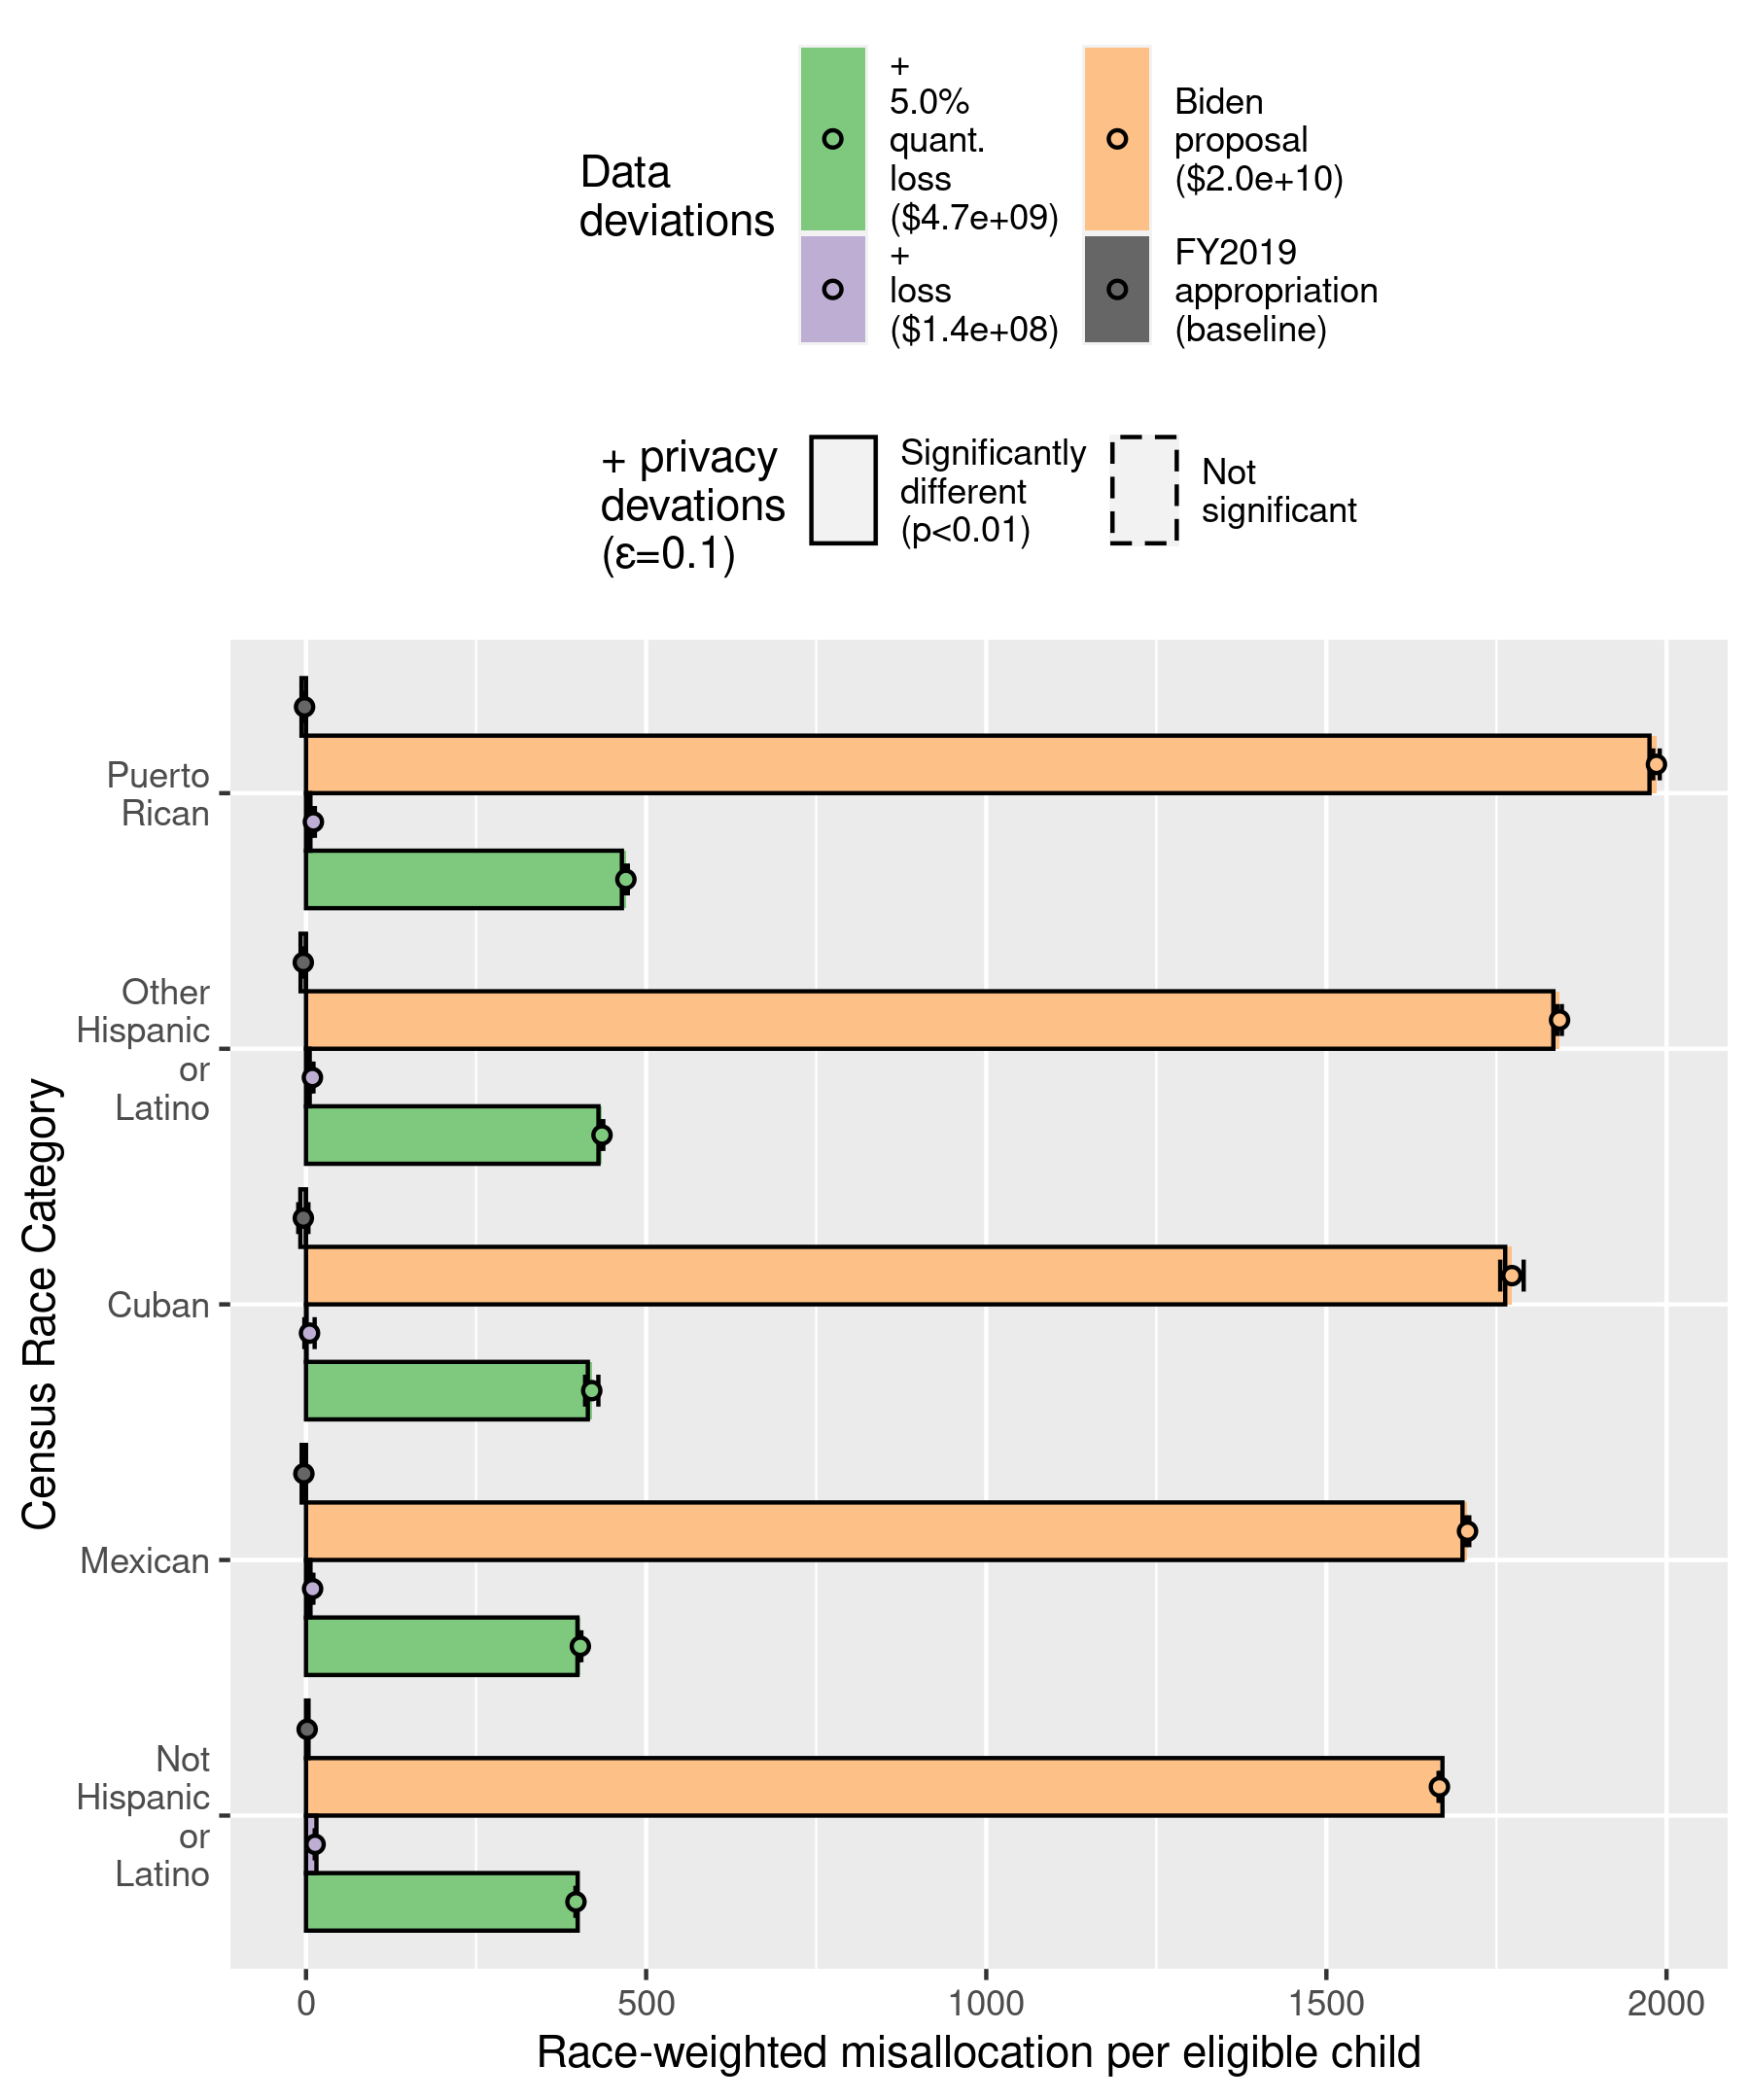 Data
deviations
+
5.0%
quant.
loss
($4.7e+09)
+
loss
($1.4e+08)
Biden
proposal
($2.0e+10)
FY2019
appropriation
(baseline)
+ privacy
devations
(ε=0.1)
Significantly
different
(p<0.01)
Not
significant
Census Race Category
Puerto
Rican
Other
Hispanic
or
Latino
Cuban
Mexican
Not
Hispanic
or
Latino
0 500 1000 1500 2000
Race-weighted misallocation per eligible child